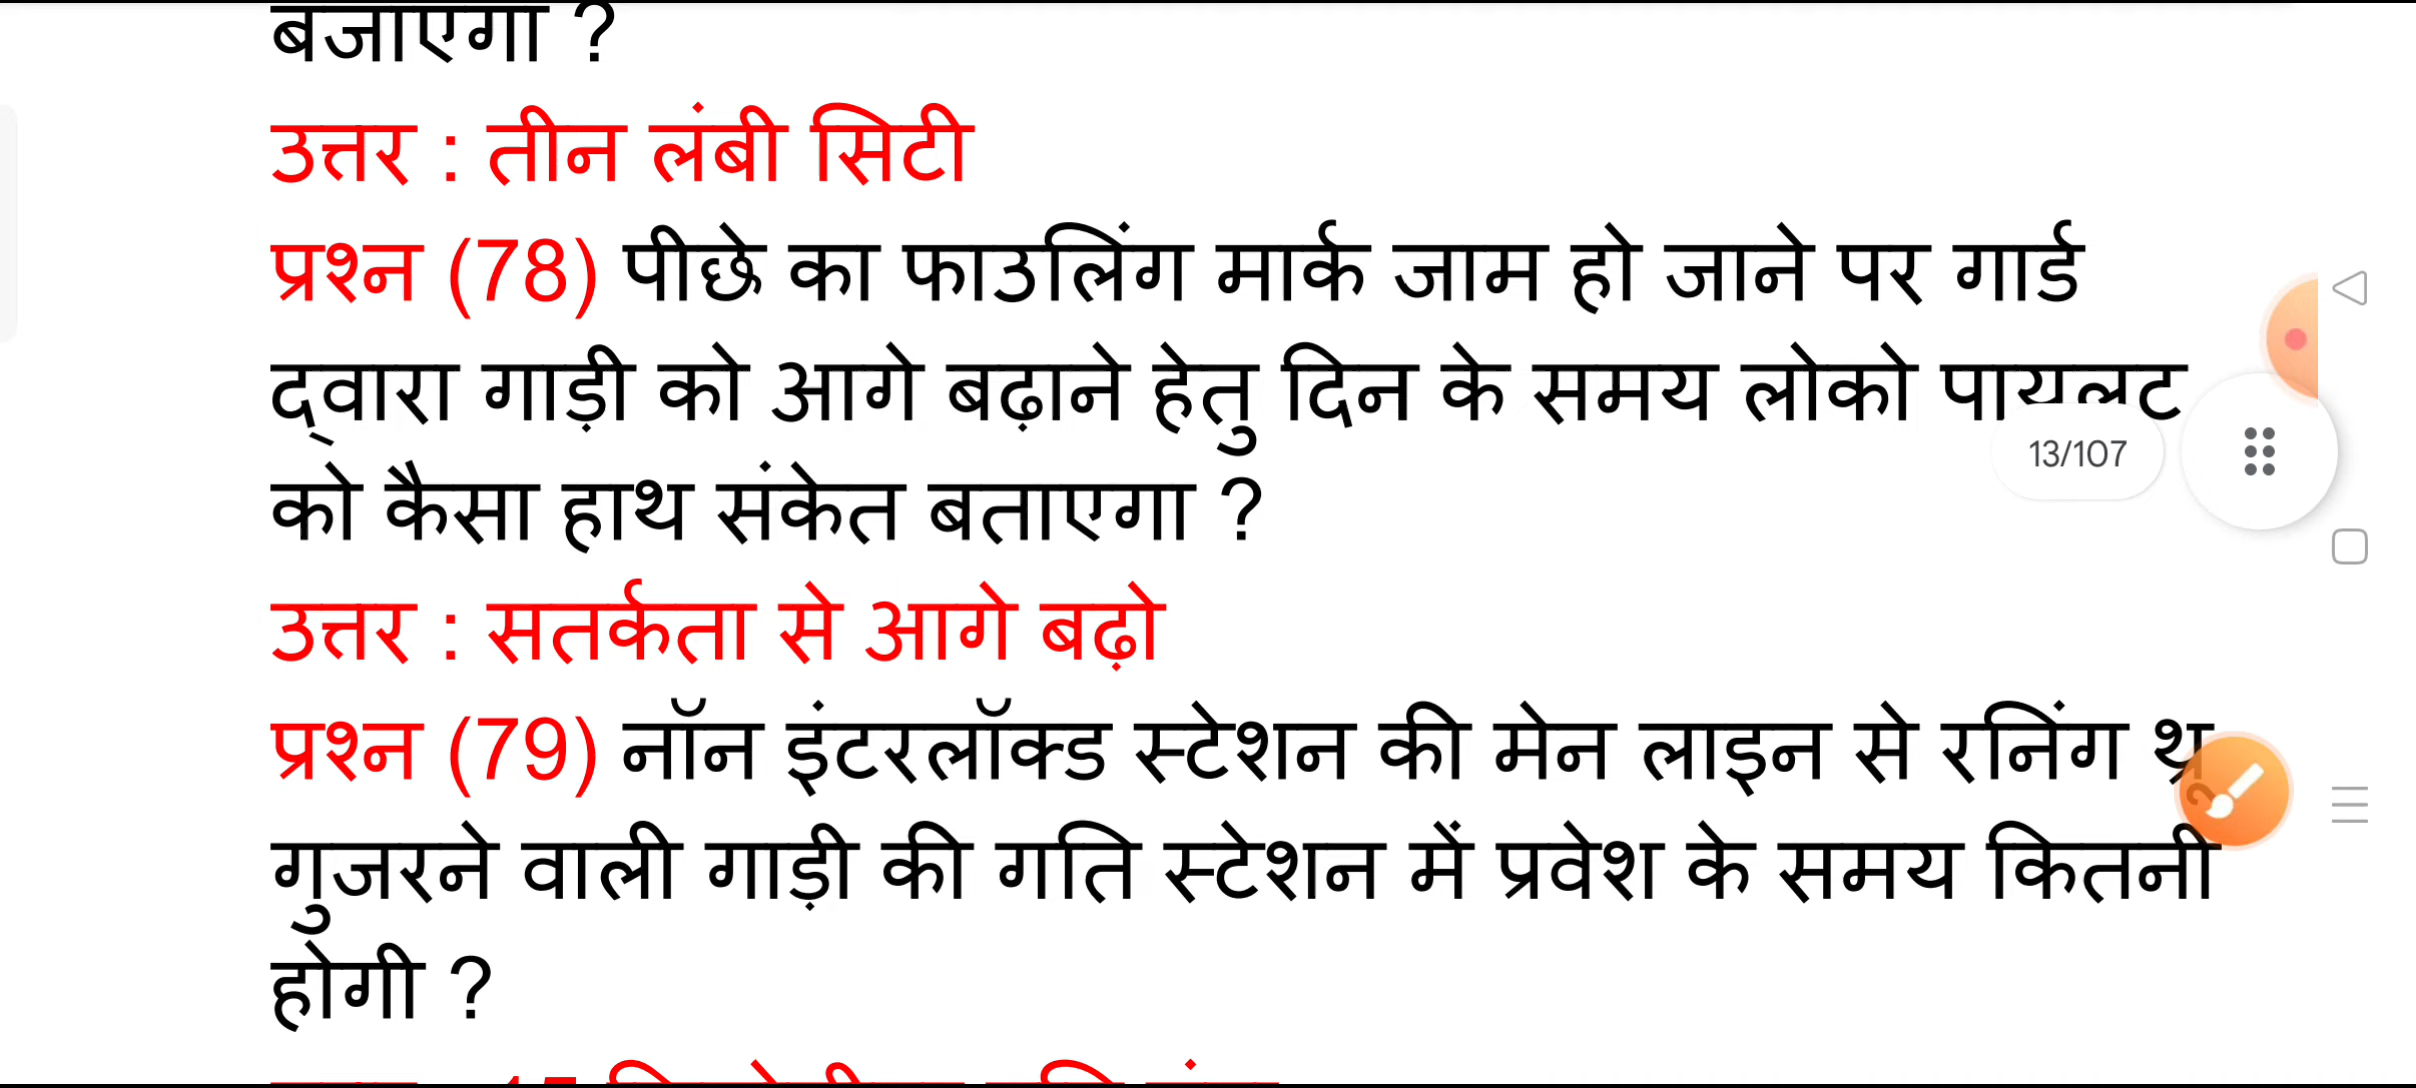 बजाएगा ?
उत्तर : तीन लंबी सिटी
प्रश्न (78) पीछे का फाउलिंग मार्क जाम हो जाने पर गार्ड
द्वारा गाड़ी को आगे बढ़ाने हेतु दिन के समय लोको पायलट
13/107
को कैसा हाथ संकेत बताएगा ?
उत्तर : सतर्कता से आगे बढ़ो
प्रश्न (79) नॉन इंटरलॉक्ड स्टेशन की मेन लाइन से रनिंग थ्रू
गुजरने वाली गाड़ी की गति स्टेशन में प्रवेश के समय कितनी
होगी ?